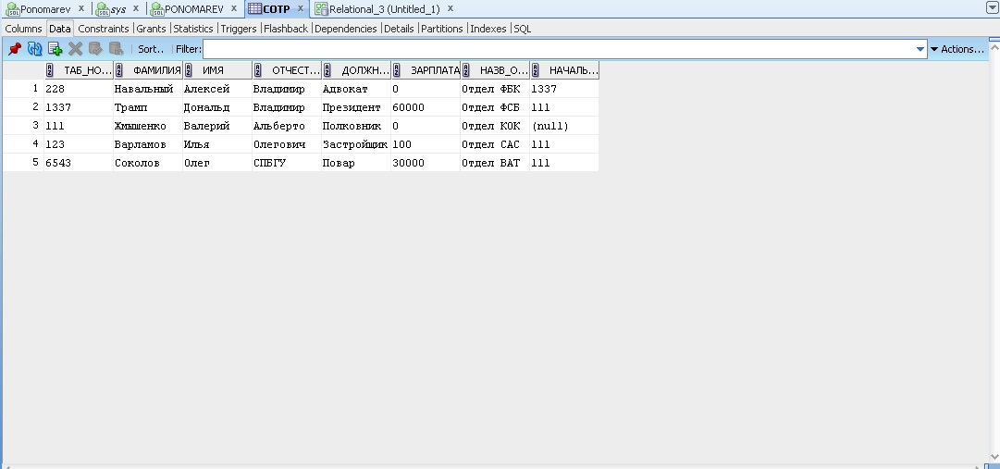 Ponomarev sys PONOMAREV СОТР Relational_3 (Untitled_1)
Columns Data Constraints Grants Statistics Triggers Flashback Dependencies Details Partitions Indexes SQL
Sort.. Filter: Actions...
ТАБ_НО... ФАМИЛИЯ ИМЯ ОТЧЕСТ... ДОЛЖН... ЗАРПЛАТА НАЗВ_О... НАЧАЛЬ...
1 228 Навальный Алексей Владимир Адвокат 0 Отдел ФБК 1337
2 1337 Трамп Дональд Владимир Президент 60000 Отдел ФСБ 111
3 111 Жмышенко Валерий Альберто Полковник 0 Отдел КОК (null)
4 123 Варламов Илья Олегович Застройщик 100 Отдел САС 111
5 6543 Соколов Олег СПБГУ Повар 30000 Отдел ВАТ 111